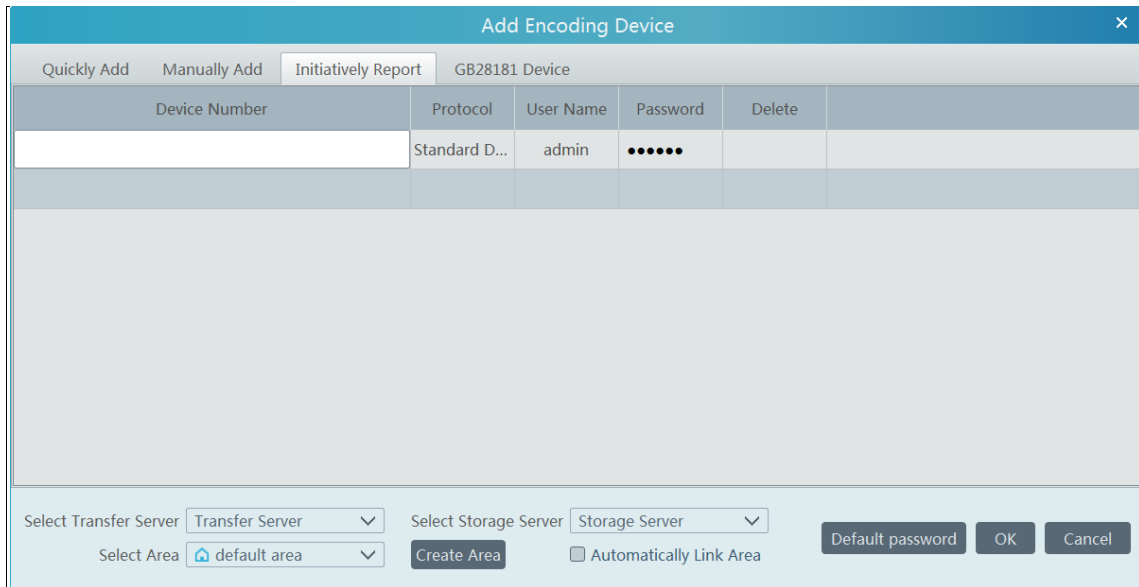 Add Encoding Device
Quickly Add Manually Add Initiatively Report GB28181 Device
Device Number Protocol User Name Password Delete
Standard D... admin ●●●●●●
Select Transfer Server Transfer Server Select Storage Server Storage Server
Select Area default area Create Area Automatically Link Area
Default password OK Cancel